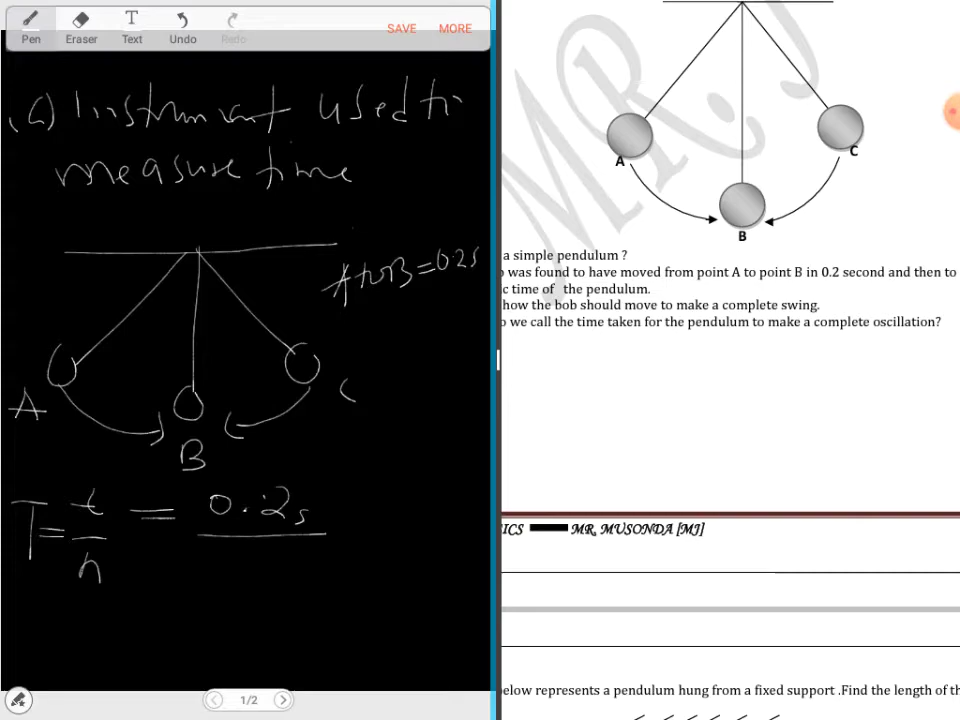 Pen
Eraser
Text
Undo
Redo
SAVE
MORE
(a) Instrument used to
measure time
A to B = 0.2s
A
B
C
T = t/n = 0.2s
1/2
MR. J
A
C
B
a simple pendulum ?
was found to have moved from point A to point B in 0.2 second and then to
c time of the pendulum.
how the bob should move to make a complete swing.
we call the time taken for the pendulum to make a complete oscillation?
ICS MR, MUSONDA [MJ]
elow represents a pendulum hung from a fixed support .Find the length of th